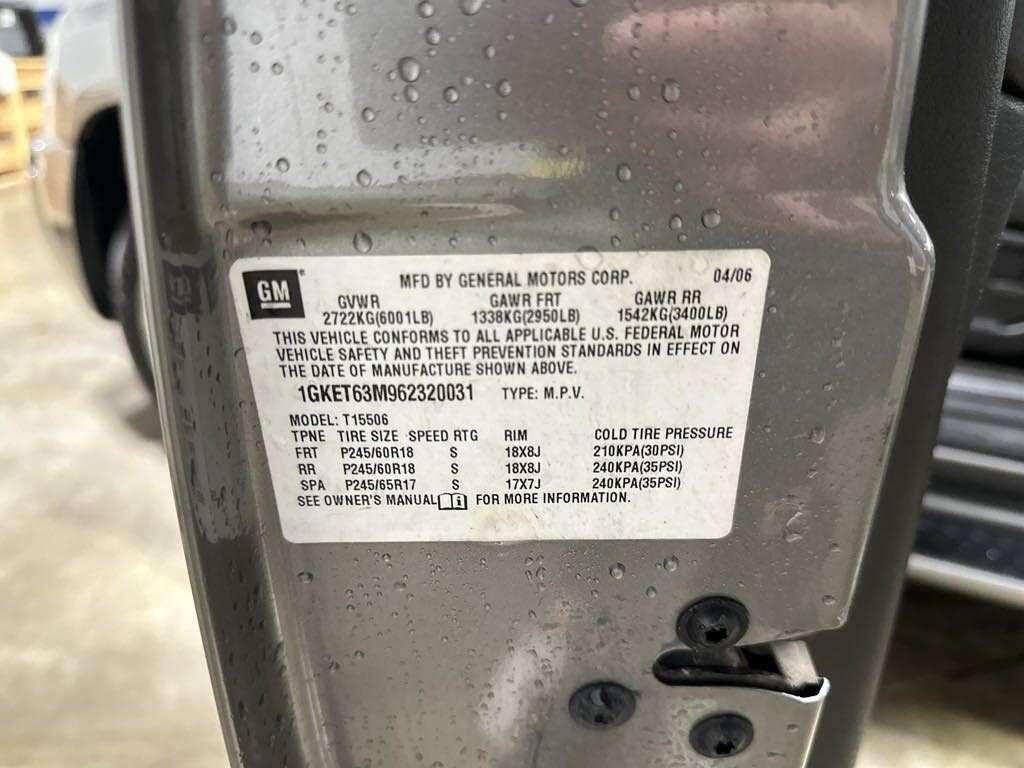 GM
MFD BY GENERAL MOTORS CORP. 04/06
GVWR GAWR FRT GAWR RR
2722KG(6001LB) 1338KG(2950LB) 1542KG(3400LB)
THIS VEHICLE CONFORMS TO ALL APPLICABLE U.S. FEDERAL MOTOR
VEHICLE SAFETY AND THEFT PREVENTION STANDARDS IN EFFECT ON
THE DATE OF MANUFACTURE SHOWN ABOVE.
1GKET63M962320031 TYPE: M.P.V.
MODEL: T15506
TPNE TIRE SIZE SPEED RTG RIM COLD TIRE PRESSURE
FRT P245/60R18 S 18X8J 210KPA(30PSI)
RR P245/60R18 S 18X8J 240KPA(35PSI)
SPA P245/65R17 S 17X7J 240KPA(35PSI)
SEE OWNER'S MANUAL FOR MORE INFORMATION.